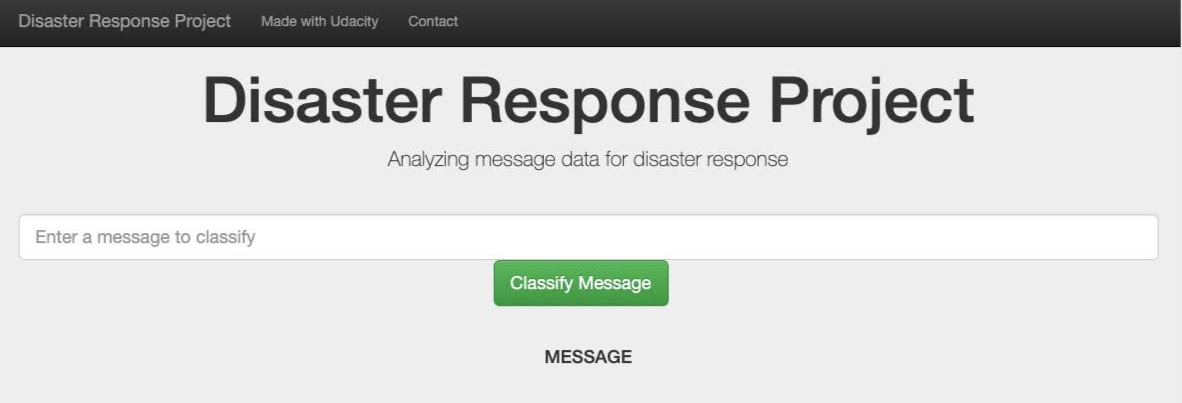 Disaster Response Project Made with Udacity Contact
Disaster Response Project
Analyzing message data for disaster response
Enter a message to classify
Classify Message
MESSAGE